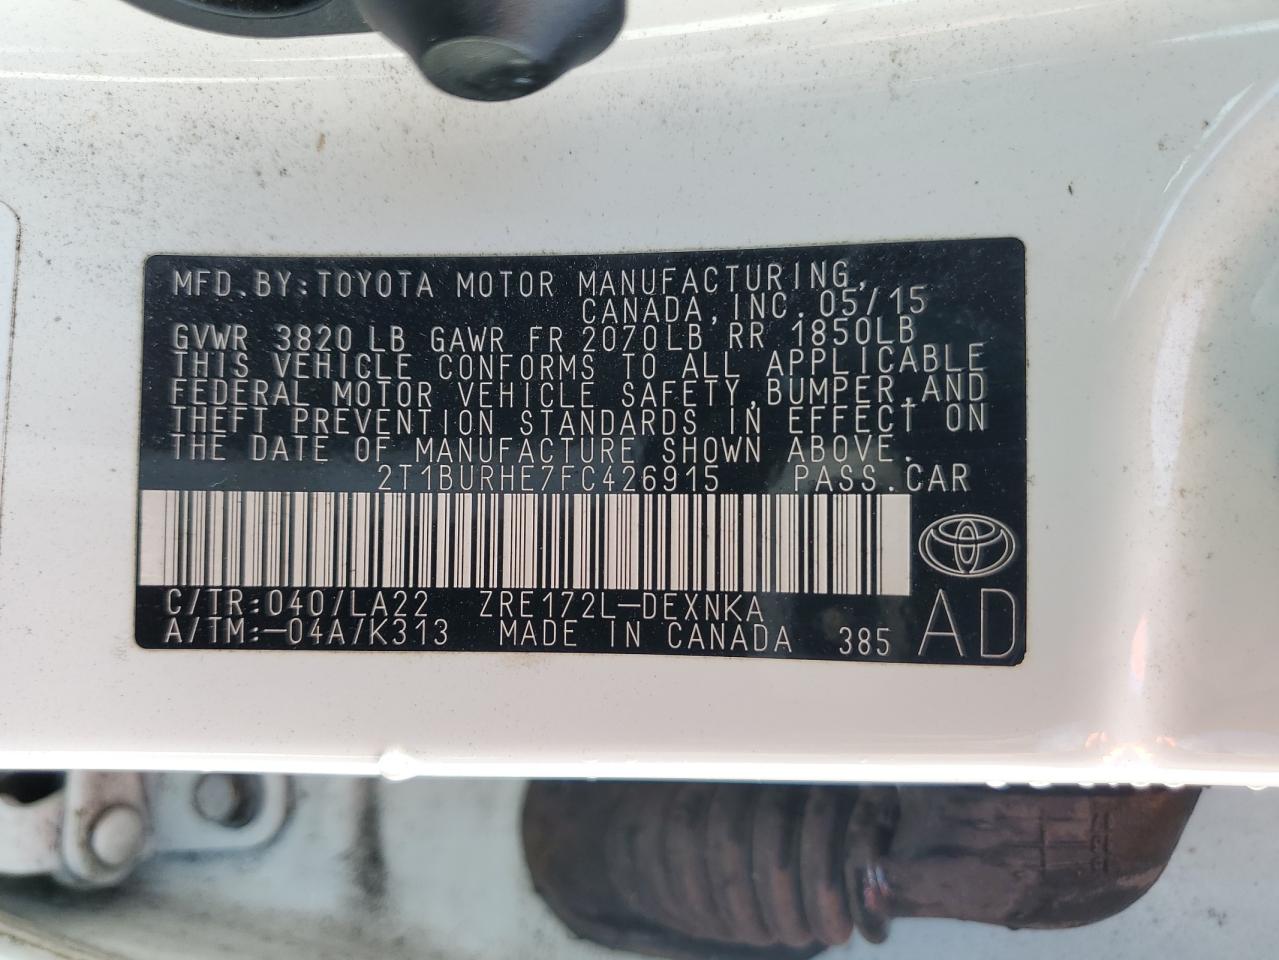 MFD.BY:TOYOTA MOTOR MANUFACTURING,
CANADA,INC.05/15
GVWR 3820 LB GAWR FR 2070LB RR 1850LB
THIS VEHICLE CONFORMS TO ALL APPLICABLE
FEDERAL MOTOR VEHICLE SAFETY,BUMPER,AND
THEFT PREVENTION STANDARDS IN EFFECT ON
THE DATE OF MANUFACTURE SHOWN ABOVE.
2T1BURHE7FC426915 PASS.CAR
C/TR:040/LA22 ZRE172L-DEXNKA
A/TM:-04A/K313 MADE IN CANADA 385
AD